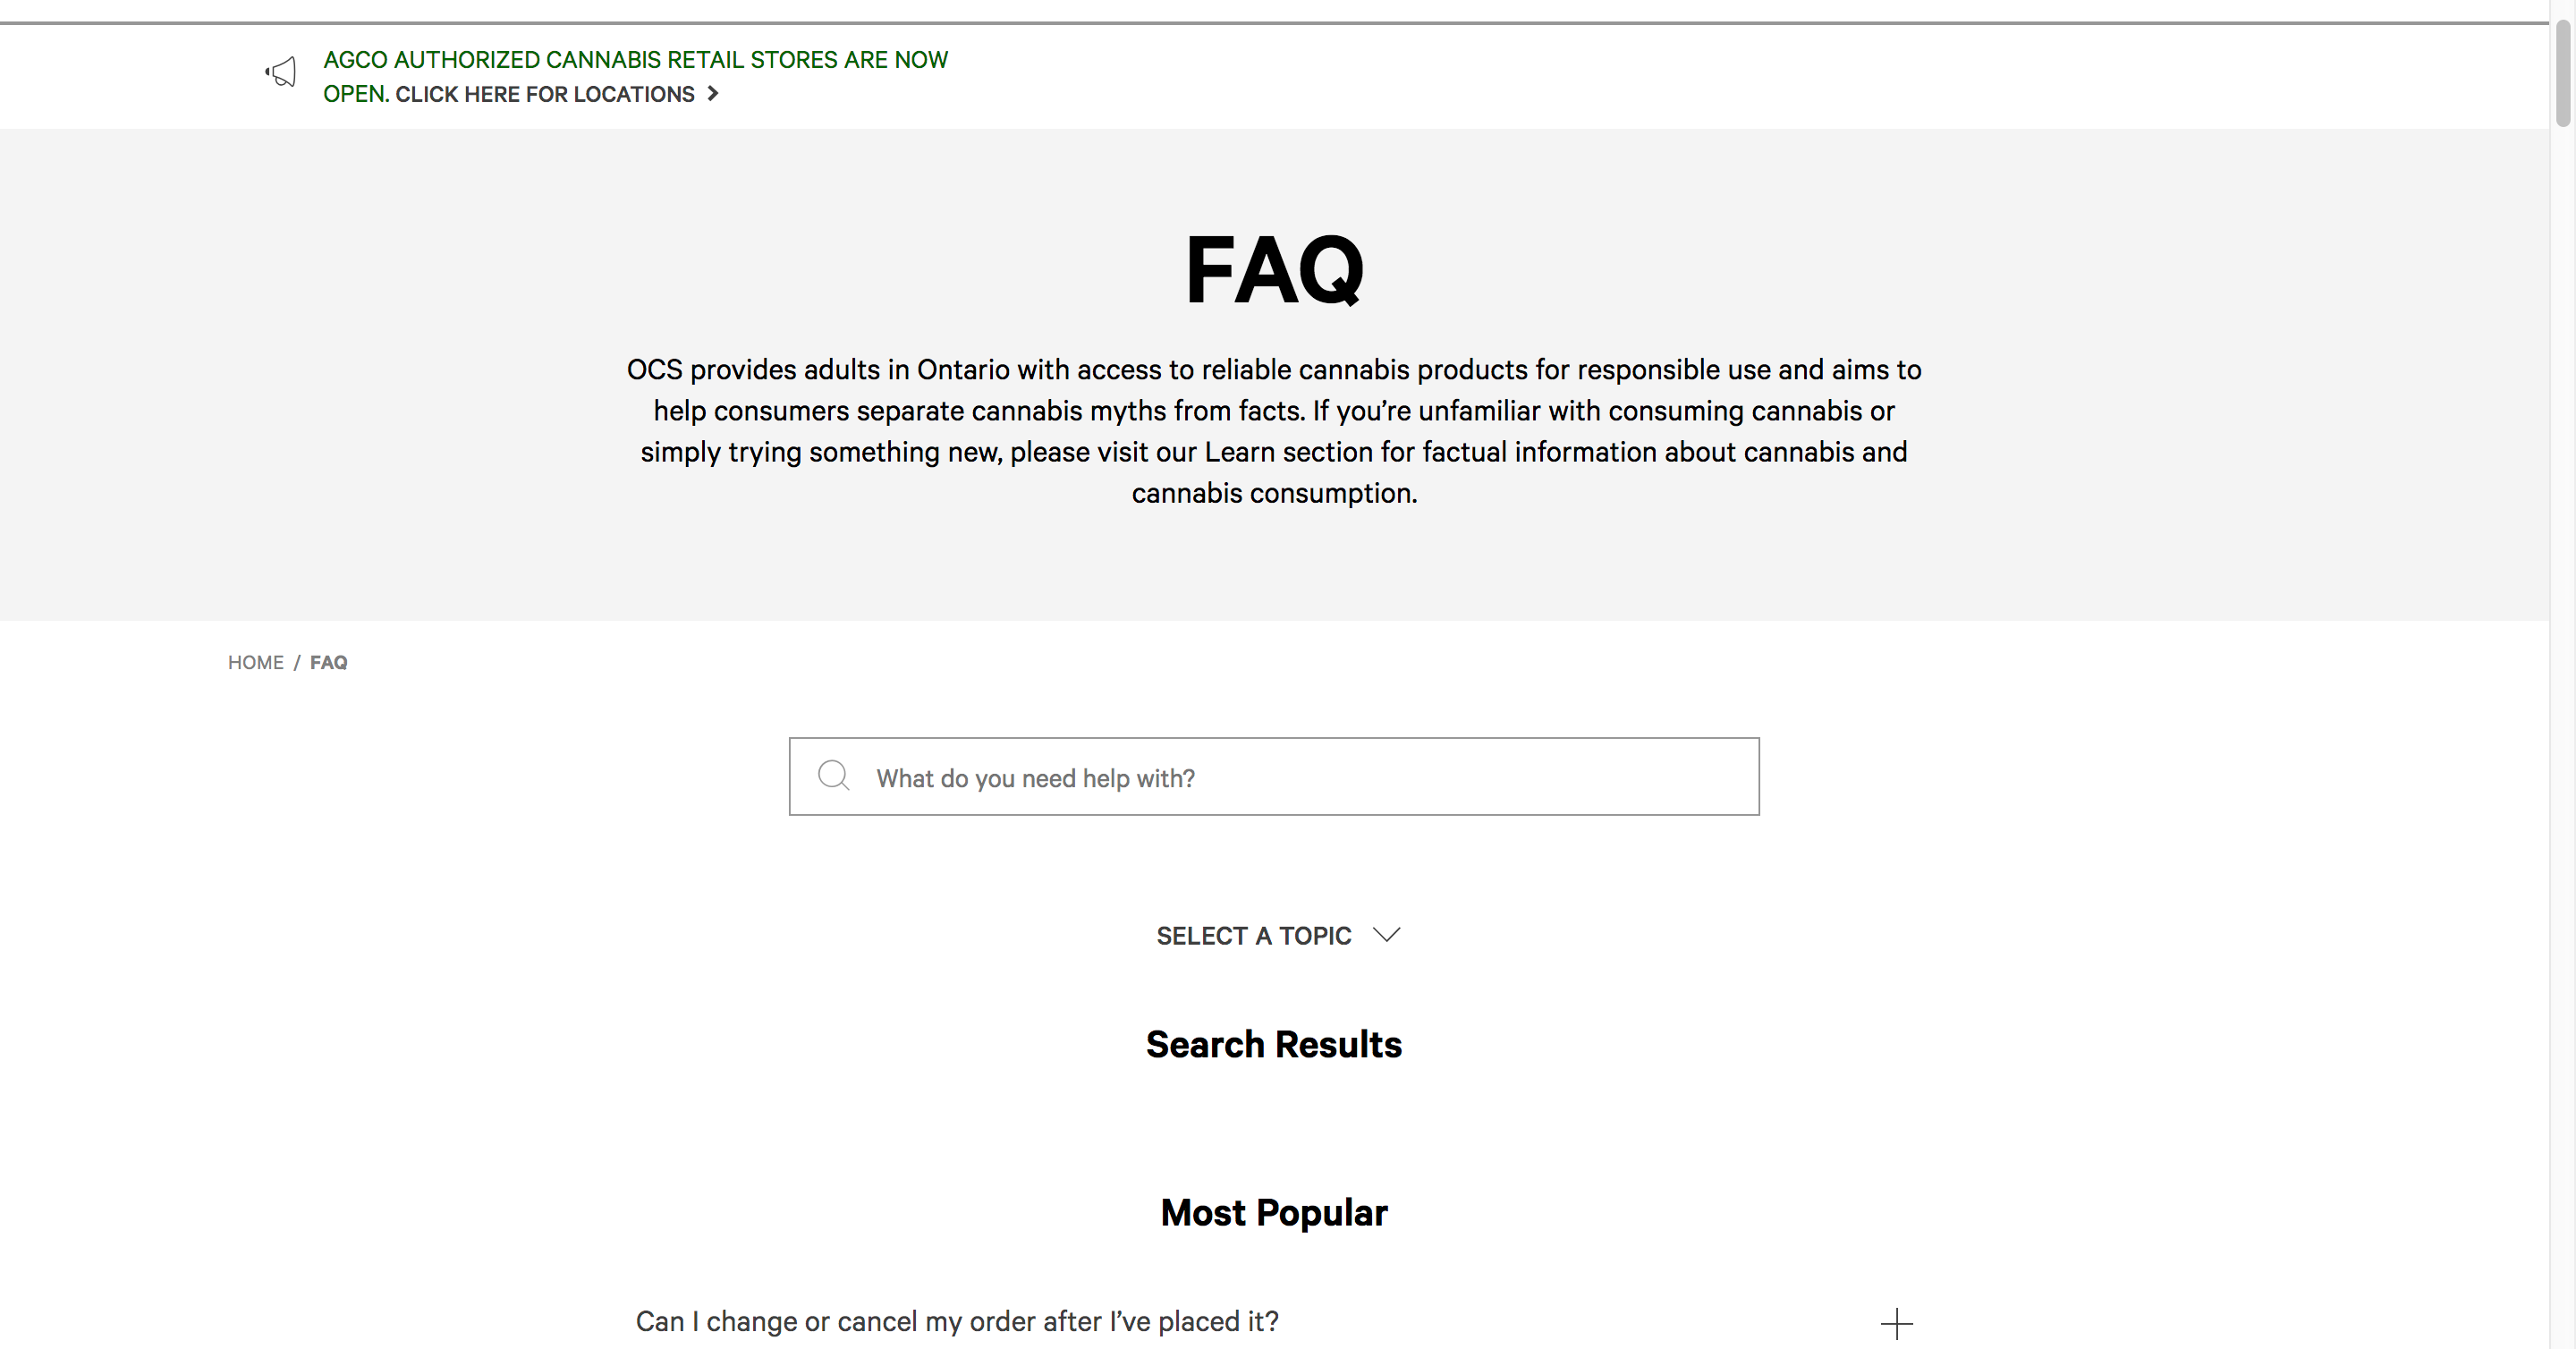 AGCO AUTHORIZED CANNABIS RETAIL STORES ARE NOW
OPEN. CLICK HERE FOR LOCATIONS
FAQ
OCS provides adults in Ontario with access to reliable cannabis products for responsible use and aims to
help consumers separate cannabis myths from facts. If you’re unfamiliar with consuming cannabis or
simply trying something new, please visit our Learn section for factual information about cannabis and
cannabis consumption.
HOME / FAQ
What do you need help with?
SELECT A TOPIC
Search Results
Most Popular
Can I change or cancel my order after I’ve placed it?